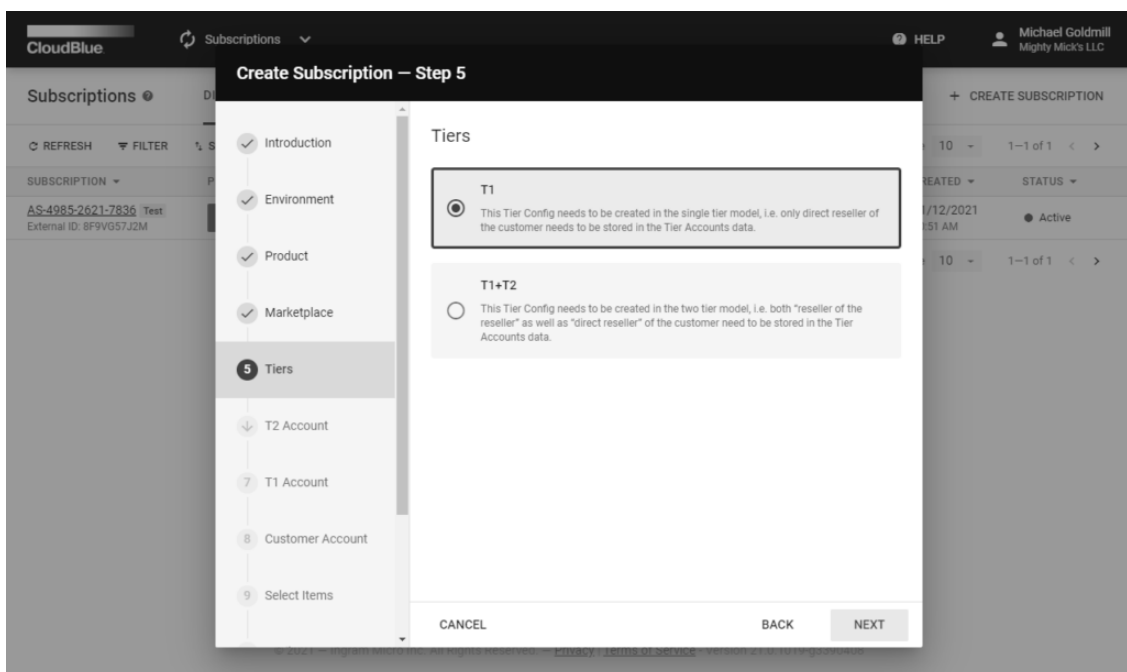 CloudBlue
Subscriptions
HELP
Michael Goldmill
Mighty Mick's LLC
Create Subscription — Step 5
Subscriptions
+ CREATE SUBSCRIPTION
REFRESH
FILTER
10
1—1 of 1
SUBSCRIPTION
STATUS
AS-4985-2621-7836 Test
External ID: 8F9VG57J2M
Active
10
1—1 of 1
Introduction
Environment
Product
Marketplace
5 Tiers
T2 Account
7 T1 Account
8 Customer Account
9 Select Items
Tiers
T1
This Tier Config needs to be created in the single tier model, i.e. only direct reseller of
the customer needs to be stored in the Tier Accounts data.
T1+T2
This Tier Config needs to be created in the two tier model, i.e. both "reseller of the
reseller" as well as "direct reseller" of the customer need to be stored in the Tier
Accounts data.
CANCEL
BACK
NEXT